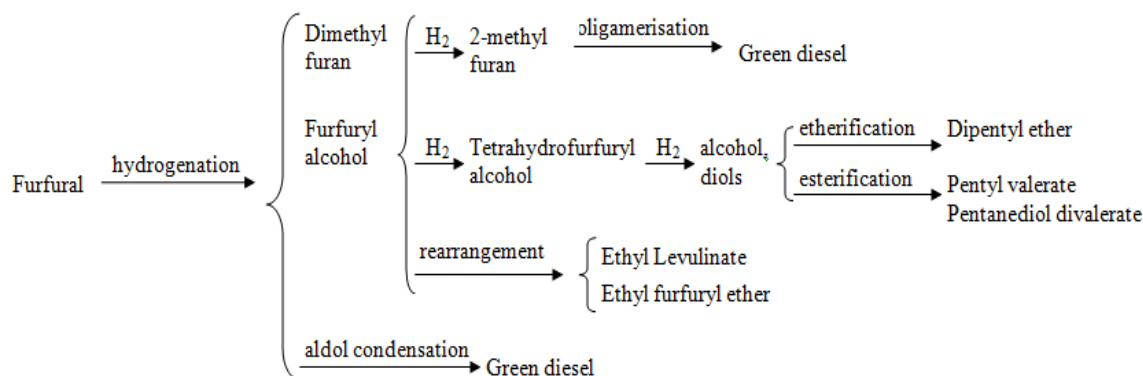 Furfural
hydrogenation
Dimethyl
furan
Furfuryl
alcohol
H2
2-methyl
furan
oligamerisation
Green diesel
H2
Tetrahydrofurfuryl
alcohol
H2
alcohol,
diols
etherification
Dipentyl ether
esterification
Pentyl valerate
Pentanediol divalerate
rearrangement
Ethyl Levulinate
Ethyl furfuryl ether
aldol condensation
Green diesel